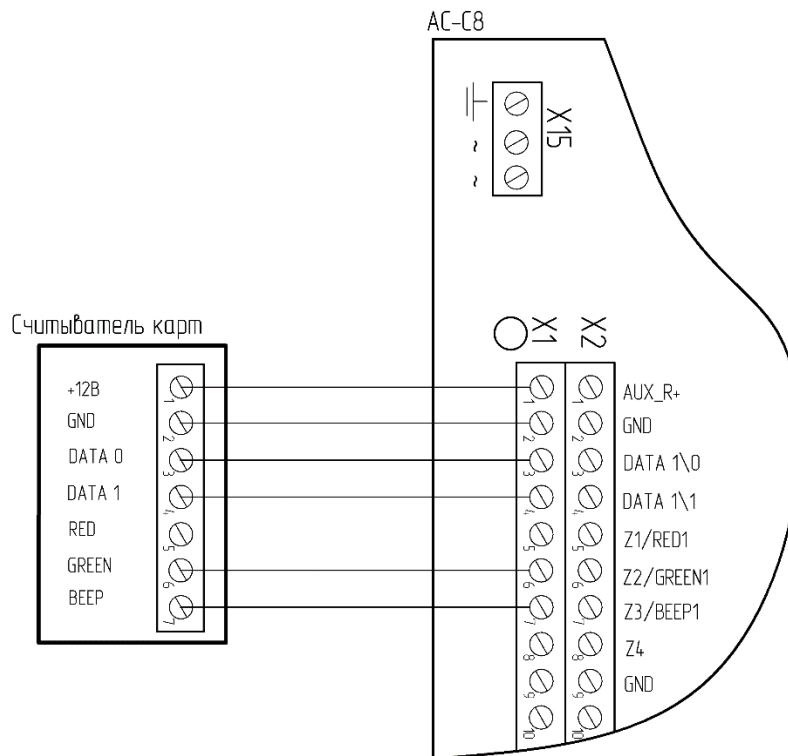 AC-C8
X15
~
~
Считыватель карт
X1 X2
+12В 1 1 1 AUX_R+
GND 2 2 2 GND
DATA 0 3 3 3 DATA 1\0
DATA 1 4 4 4 DATA 1\1
RED 5 5 5 Z1/RED1
GREEN 6 6 6 Z2/GREEN1
BEEP 7 7 7 Z3/BEEP1
8 8 Z4
9 9 GND
10 10